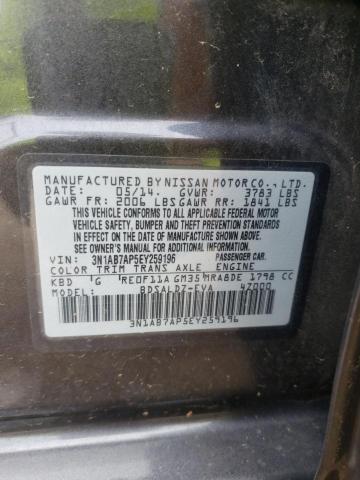 MANUFACTURED BY NISSAN MOTOR CO., LTD.
DATE: 05/14. GVWR: 3783 LBS
GAWR FR: 2006 LBS GAWR RR: 1841 LBS
THIS VEHICLE CONFORMS TO ALL APPLICABLE FEDERAL MOTOR
VEHICLE SAFETY, BUMPER, AND THEFT PREVENTION
STANDARDS IN EFFECT ON THE DATE OF MANUFACTURE
SHOWN ABOVE.
SEE OWNER'S MANUAL FOR ADDITIONAL INFORMATION
VIN: 3N1AB7AP5EY259196 PASSENGER CAR.
COLOR TRIM TRANS AXLE ENGINE
KBD G RE0F11A GM35 MRA8DE 1798 CC
MODEL: BDSALDZ-EVA 4Z000
3N1AB7AP5EY259196